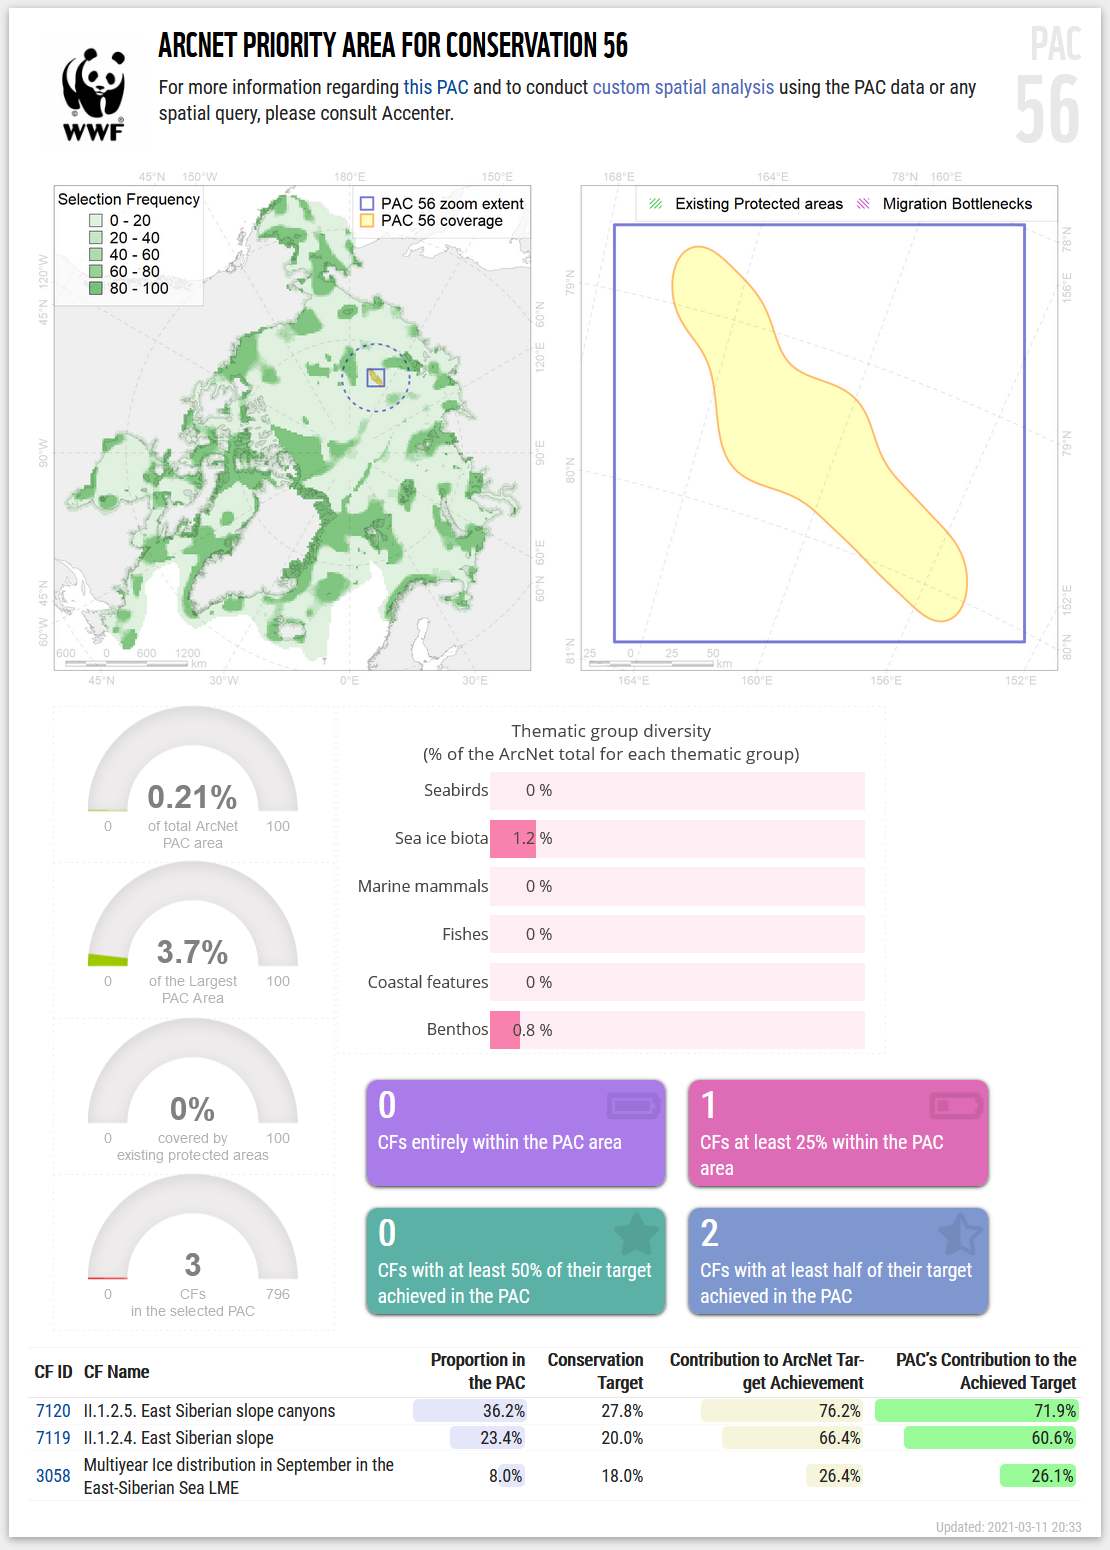 ARCNET PRIORITY AREA FOR CONSERVATION 56
For more information regarding this PAC and to conduct custom spatial analysis using the PAC data or any
spatial query, please consult Accenter.
PAC
56
©
®
WWF
45°N 150°W 180°E 150°E
Selection Frequency
0 - 20
20 - 40
40 - 60
60 - 80
80 - 100
PAC 56 zoom extent
PAC 56 coverage
120°W
45°N
90°W
45°N
60°W
60°N
120°E
90°E
60°E
60°N
600 0 600 1200
km
45°N 30°W 0°E 30°E
168°E 164°E 78°N 160°E
Existing Protected areas
Migration Bottlenecks
79°N
80°N
81°N
78°N
156°E
79°N
152°E
80°N
25 0 25 50
km
164°E 160°E 156°E 152°E
0.21%
0 of total ArcNet 100
PAC area
3.7%
0 of the Largest 100
PAC Area
0%
0 covered by 100
existing protected areas
3
0 CFs 796
in the selected PAC
Thematic group diversity
(% of the ArcNet total for each thematic group)
Seabirds 0 %
Sea ice biota 1.2 %
Marine mammals 0 %
Fishes 0 %
Coastal features 0 %
Benthos 0.8 %
0
CFs entirely within the PAC area
1
CFs at least 25% within the PAC
area
0
CFs with at least 50% of their target
achieved in the PAC
2
CFs with at least half of their target
achieved in the PAC
CF ID CF Name Proportion in Conservation Contribution to ArcNet Tar- PAC's Contribution to the
the PAC Target get Achievement Achieved Target
7120 II.1.2.5. East Siberian slope canyons 36.2% 27.8% 76.2% 71.9%
7119 II.1.2.4. East Siberian slope 23.4% 20.0% 66.4% 60.6%
3058 Multiyear Ice distribution in September in the 8.0% 18.0% 26.4% 26.1%
East-Siberian Sea LME
Updated: 2021-03-11 20:33